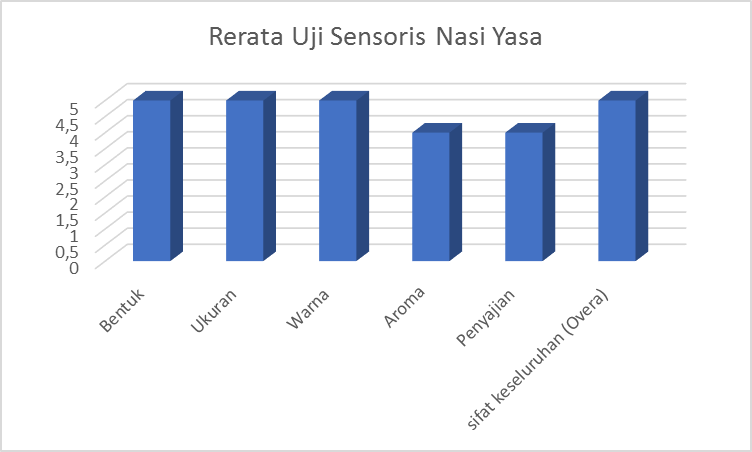 Rerata Uji Sensoris Nasi Yasa
5
4,5
4
3,5
3
2,5
2
1,5
1
0,5
0
Bentuk
Ukuran
Warna
Aroma
Penyajian
sifat keseluruhan (Overa)